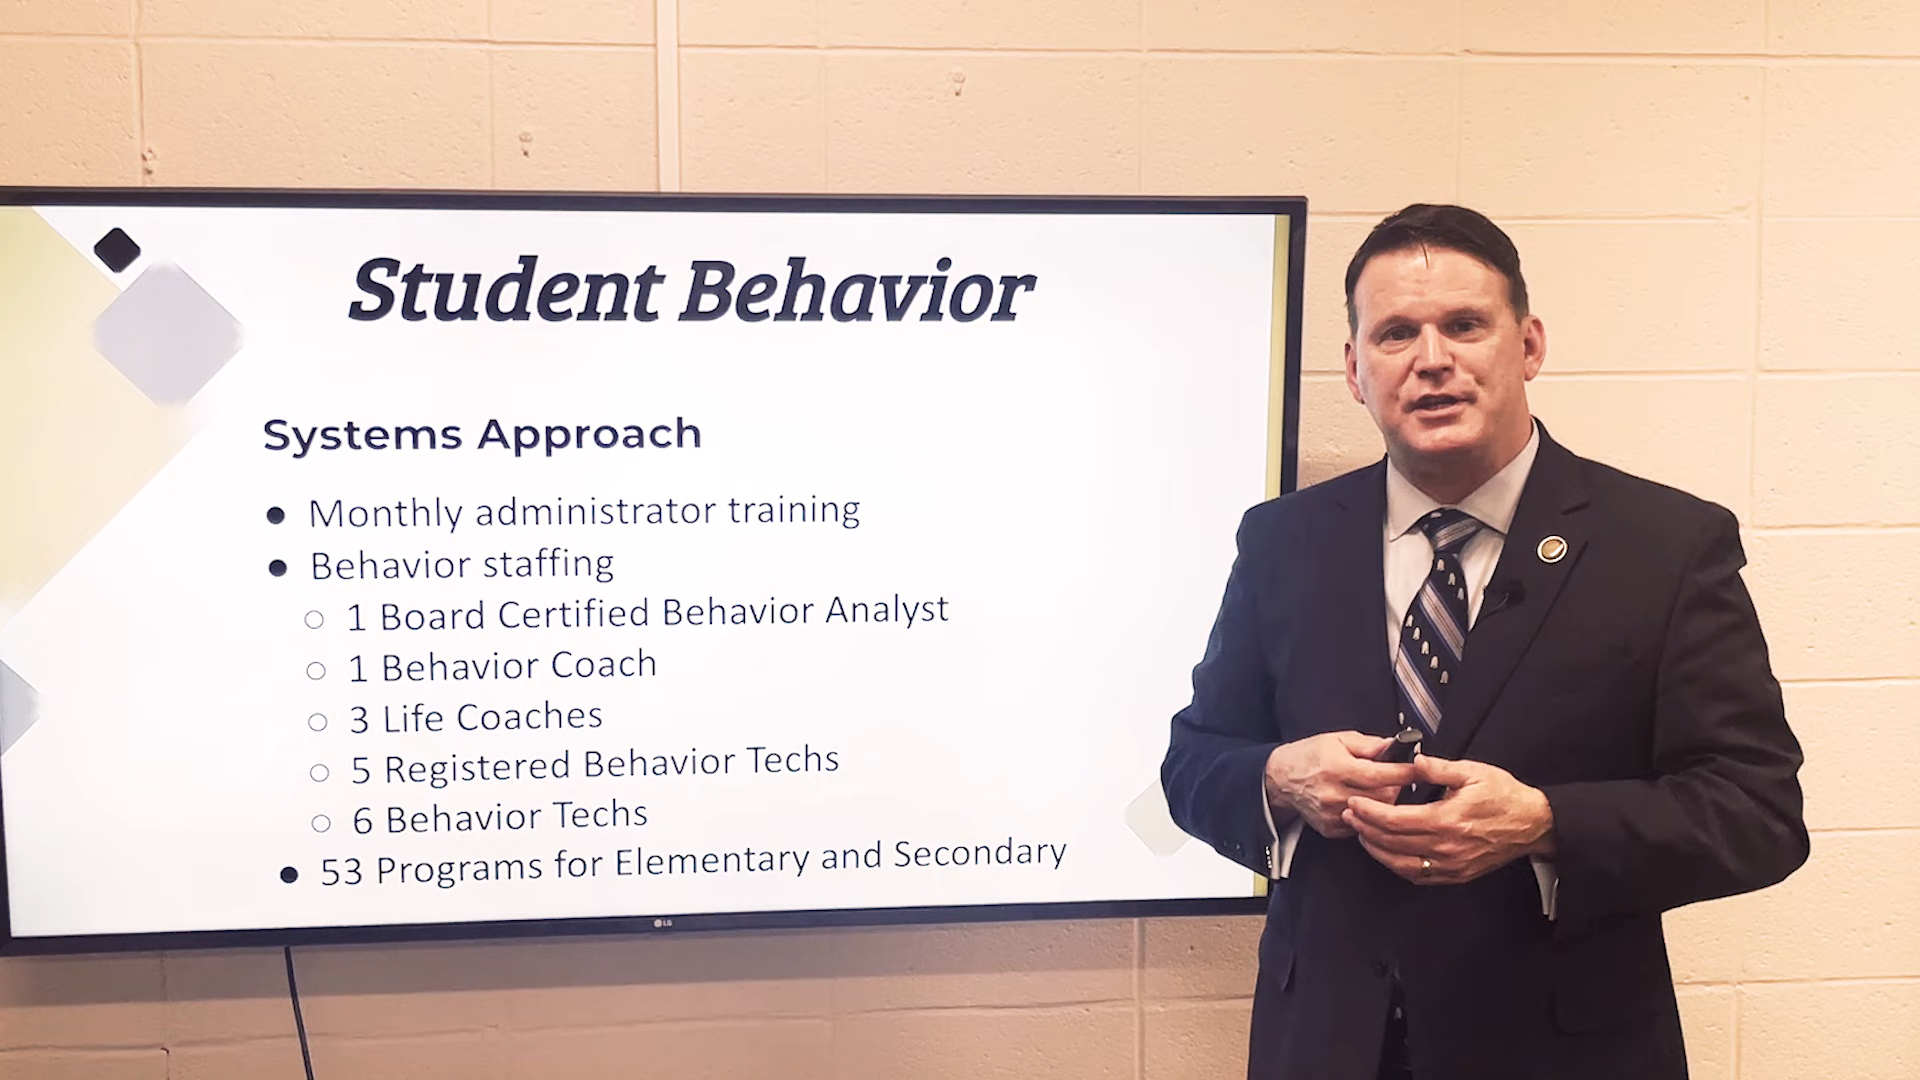 Student Behavior
Systems Approach
● Monthly administrator training
● Behavior staffing
○ 1 Board Certified Behavior Analyst
○ 1 Behavior Coach
○ 3 Life Coaches
○ 5 Registered Behavior Techs
○ 6 Behavior Techs
● 53 Programs for Elementary and Secondary
LG